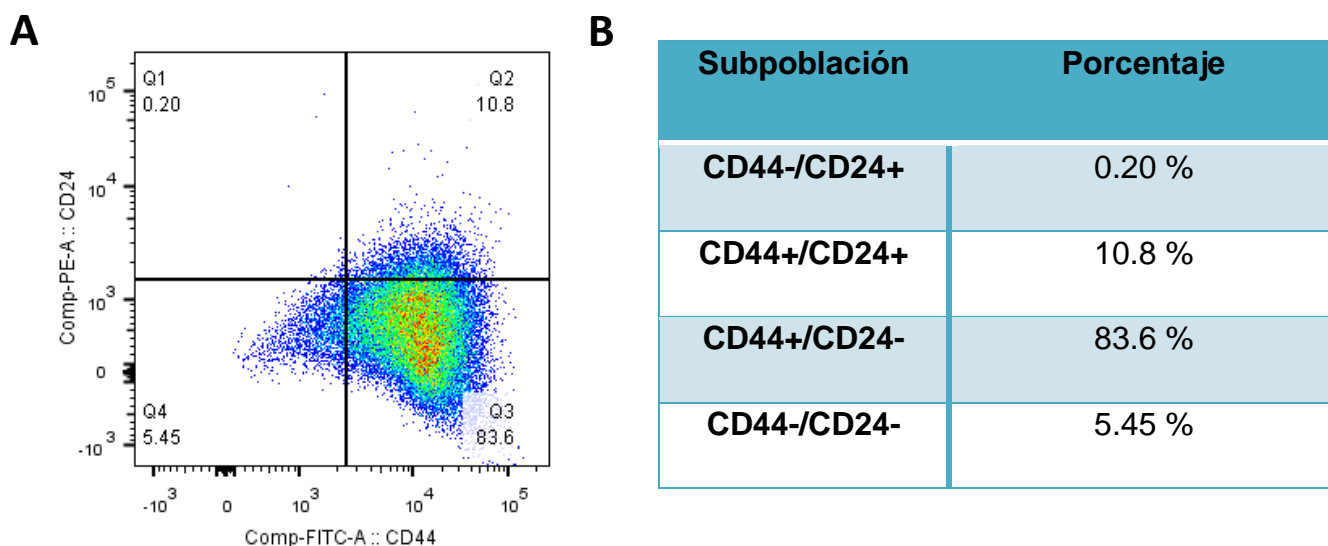 A
B
Q1
0.20
Q2
10.8
Q4
5.45
Q3
83.6
10^5
10^4
10^3
0
-10^3
Comp-PE-A :: CD24
-10^3 0 10^3 10^4 10^5
Comp-FITC-A :: CD44
Subpoblación Porcentaje
CD44-/CD24+ 0.20 %
CD44+/CD24+ 10.8 %
CD44+/CD24- 83.6 %
CD44-/CD24- 5.45 %